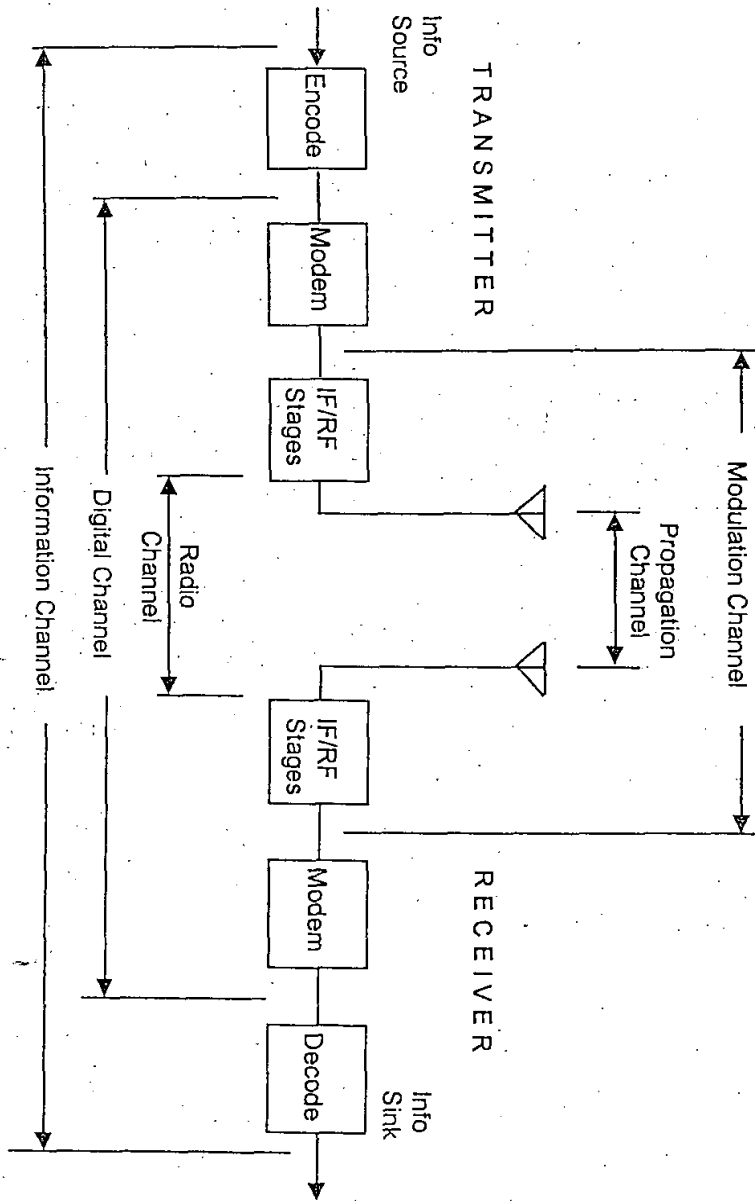 TRANSMITTER
RECEIVER
Modulation Channel
Propagation
Channel
Info
Source
Encode
Modem
IF/RF
Stages
IF/RF
Stages
Modem
Decode
Info
Sink
Radio
Channel
Digital Channel
Information Channel